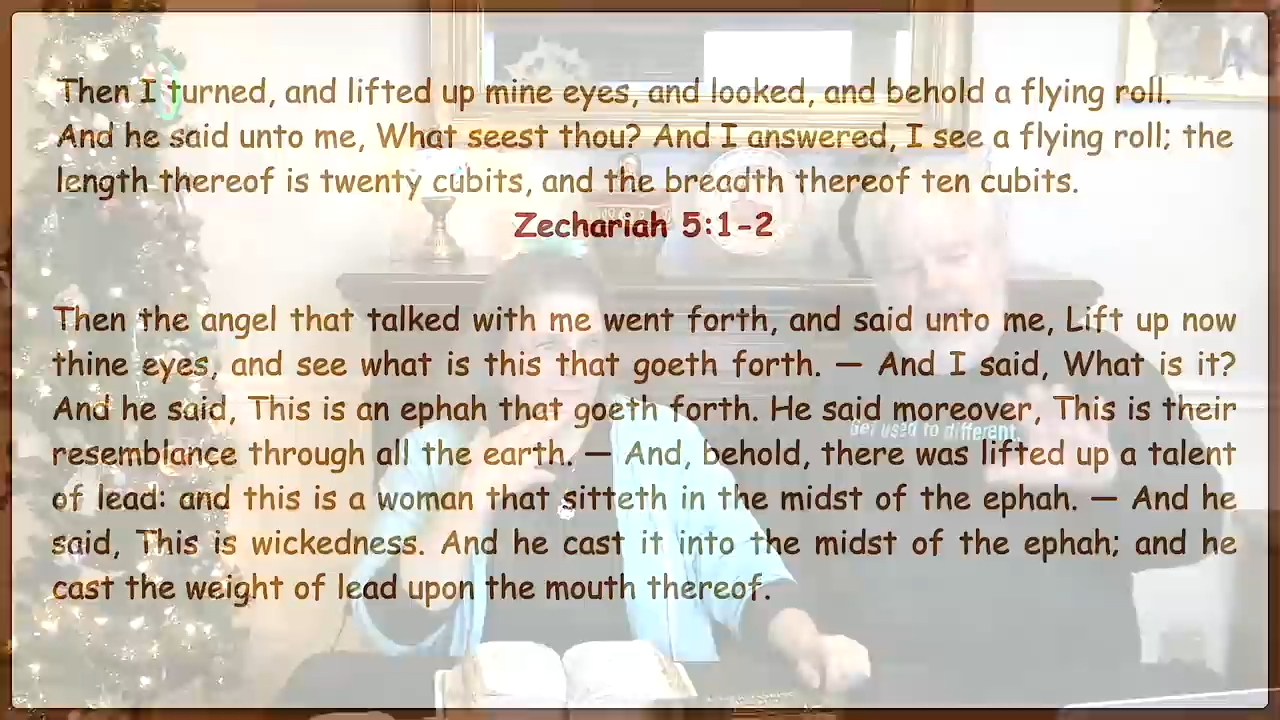 Then I turned, and lifted up mine eyes, and looked, and behold a flying roll.
And he said unto me, What seest thou? And I answered, I see a flying roll; the
length thereof is twenty cubits, and the breadth thereof ten cubits.
Zechariah 5:1-2
Then the angel that talked with me went forth, and said unto me, Lift up now
thine eyes, and see what is this that goeth forth. — And I said, What is it?
And he said, This is an ephah that goeth forth. He said moreover, This is their
Get used to different.
resemblance through all the earth. — And, behold, there was lifted up a talent
of lead: and this is a woman that sitteth in the midst of the ephah. — And he
said, This is wickedness. And he cast it into the midst of the ephah; and he
cast the weight of lead upon the mouth thereof.